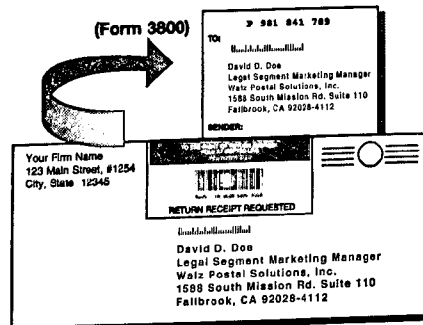 (Form 3800)
P 981 841 789
TO:
David D. Doe
Legal Segment Marketing Manager
Walz Postal Solutions, Inc.
1588 South Mission Rd. Suite 110
Fallbrook, CA 92028-4112
SENDER:
Your Firm Name
123 Main Street, #1254
City, State 12345
RETURN RECEIPT REQUESTED
David D. Doe
Legal Segment Marketing Manager
Walz Postal Solutions, Inc.
1588 South Mission Rd. Suite 110
Fallbrook, CA 92028-4112